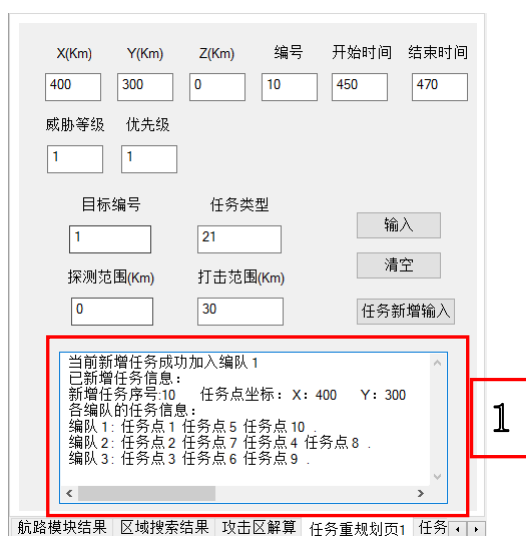 X(Km) Y(Km) Z(Km) 编号 开始时间 结束时间
400 300 0 10 450 470
威胁等级 优先级
1 1
目标编号 任务类型
1 21
输入
探测范围(Km) 打击范围(Km)
清空
0 30
任务新增输入
当前新增任务成功加入编队 1
已新增任务信息：
新增任务序号:10 任务点坐标：X：400 Y：300
各编队的任务信息：
编队 1：任务点 1 任务点 5 任务点 10 .
编队 2：任务点 2 任务点 7 任务点 4 任务点 8 .
编队 3：任务点 3 任务点 6 任务点 9 .
1
航路模块结果 区域搜索结果 攻击区解算 任务重规划页1 任务